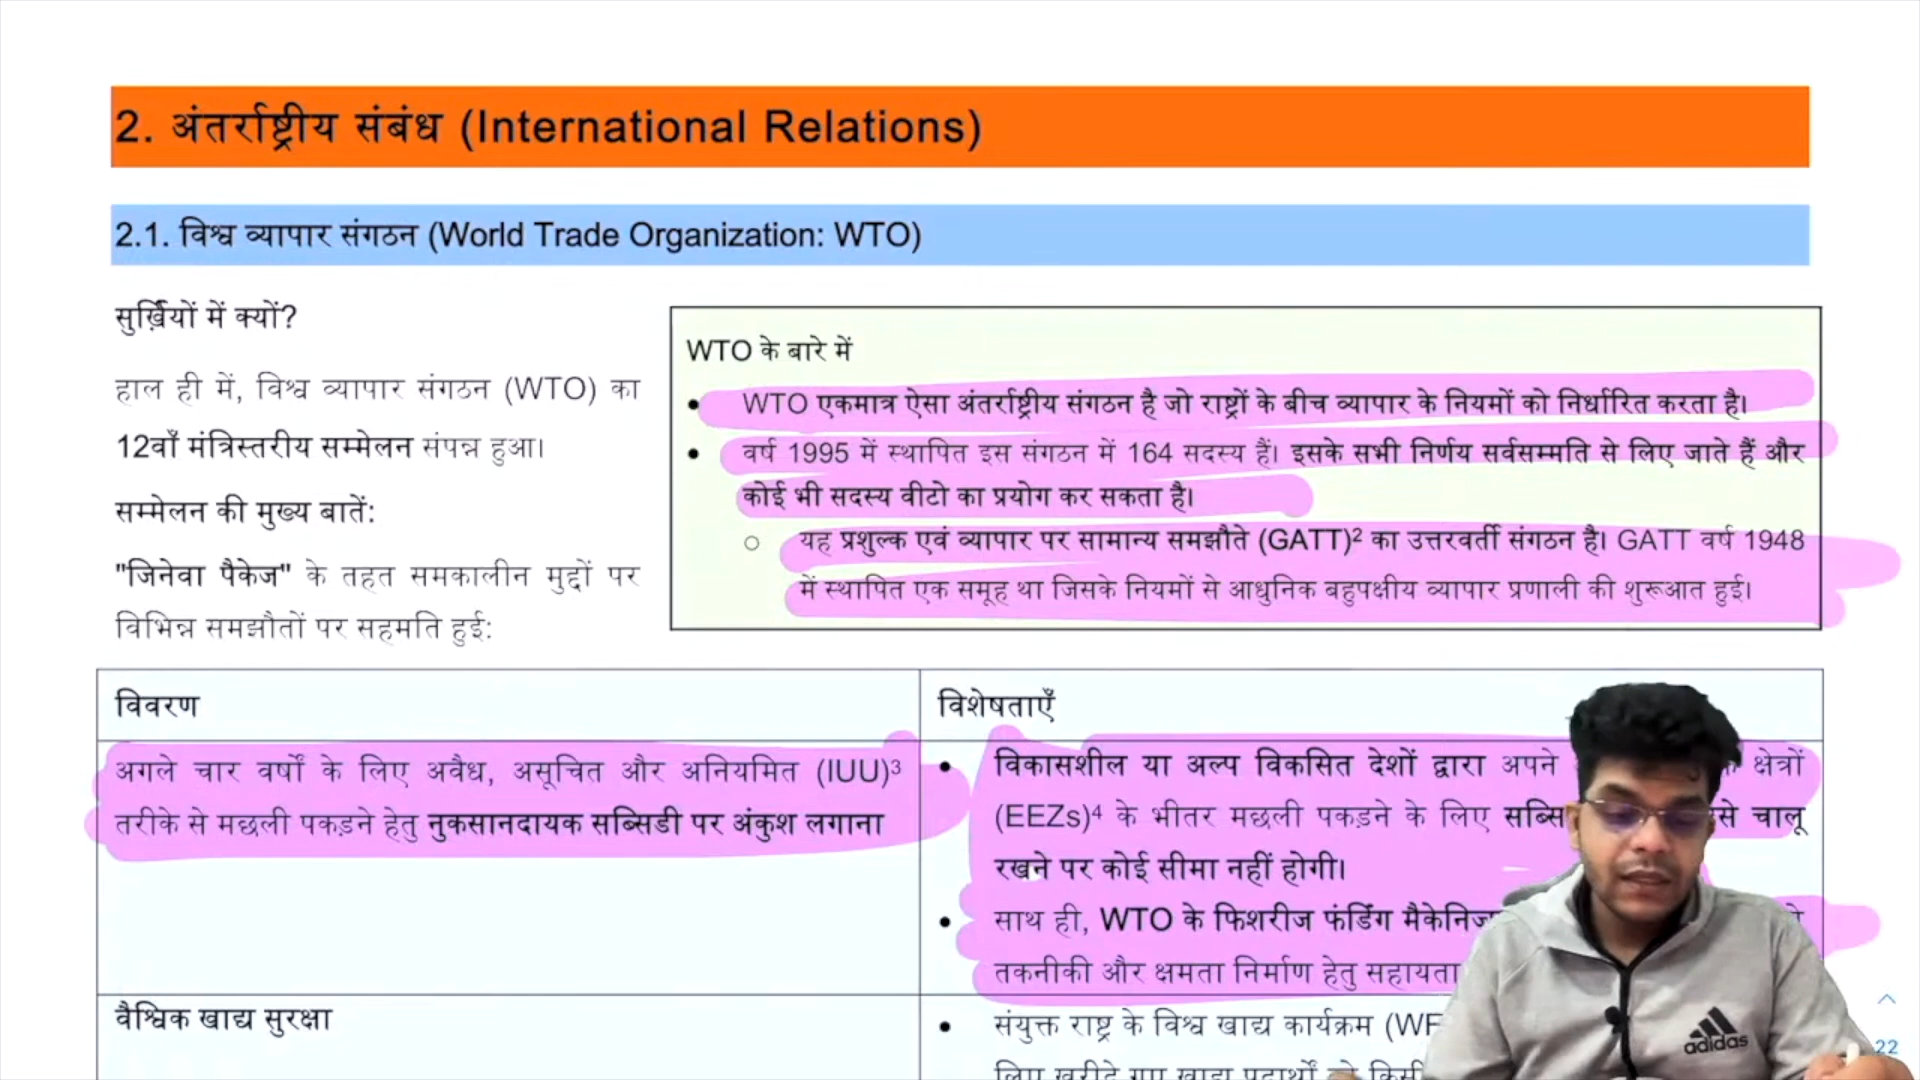 2. अंतर्राष्ट्रीय संबंध (International Relations)
2.1. विश्व व्यापार संगठन (World Trade Organization: WTO)
सुर्ख़ियों में क्यों?
हाल ही में, विश्व व्यापार संगठन (WTO) का
12वाँ मंत्रिस्तरीय सम्मेलन संपन्न हुआ।
सम्मेलन की मुख्य बातें:
"जिनेवा पैकेज" के तहत समकालीन मुद्दों पर
विभिन्न समझौतों पर सहमति हुई:
WTO के बारे में
• WTO एकमात्र ऐसा अंतर्राष्ट्रीय संगठन है जो राष्ट्रों के बीच व्यापार के नियमों को निर्धारित करता है।
• वर्ष 1995 में स्थापित इस संगठन में 164 सदस्य हैं। इसके सभी निर्णय सर्वसम्मति से लिए जाते हैं और
कोई भी सदस्य वीटो का प्रयोग कर सकता है।
○ यह प्रशुल्क एवं व्यापार पर सामान्य समझौते (GATT)² का उत्तरवर्ती संगठन है। GATT वर्ष 1948
में स्थापित एक समूह था जिसके नियमों से आधुनिक बहुपक्षीय व्यापार प्रणाली की शुरूआत हुई।
विवरण
विशेषताएँ
अगले चार वर्षों के लिए अवैध, असूचित और अनियमित (IUU)³
तरीके से मछली पकड़ने हेतु नुकसानदायक सब्सिडी पर अंकुश लगाना
• विकासशील या अल्प विकसित देशों द्वारा अपने क्षेत्रों
(EEZs)⁴ के भीतर मछली पकड़ने के लिए से चालू
रखने पर कोई सीमा नहीं होगी।
• साथ ही, WTO के फिशरीज फंडिंग
तकनीकी और क्षमता निर्माण हेतु सहायता
वैश्विक खाद्य सुरक्षा
• संयुक्त राष्ट्र के विश्व खाद्य कार्यक्रम
adidas
22